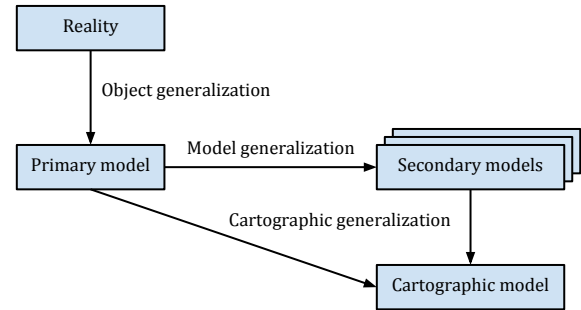 Reality
Object generalization
Primary model
Model generalization
Secondary models
Cartographic generalization
Cartographic model